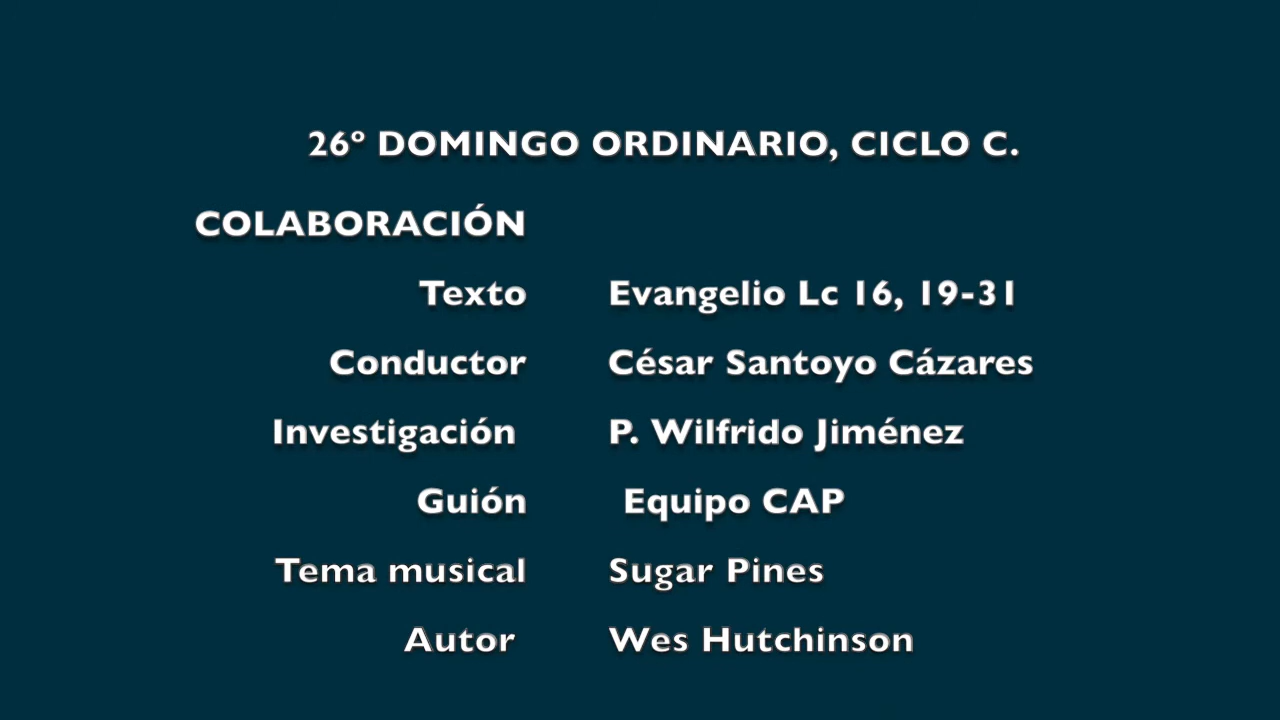 26º DOMINGO ORDINARIO, CICLO C.
COLABORACIÓN
Texto Evangelio Lc 16, 19-31
Conductor César Santoyo Cázares
Investigación P. Wilfrido Jiménez
Guión Equipo CAP
Tema musical Sugar Pines
Autor Wes Hutchinson